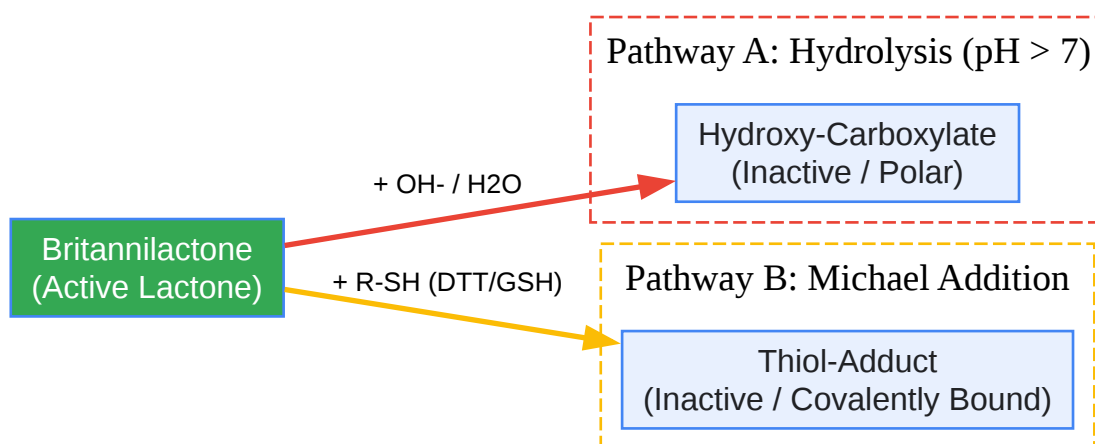 Pathway A: Hydrolysis (pH > 7)
Hydroxy-Carboxylate
(Inactive / Polar)
+ OH- / H2O
Britannilactone
(Active Lactone)
+ R-SH (DTT/GSH)
Pathway B: Michael Addition
Thiol-Adduct
(Inactive / Covalently Bound)